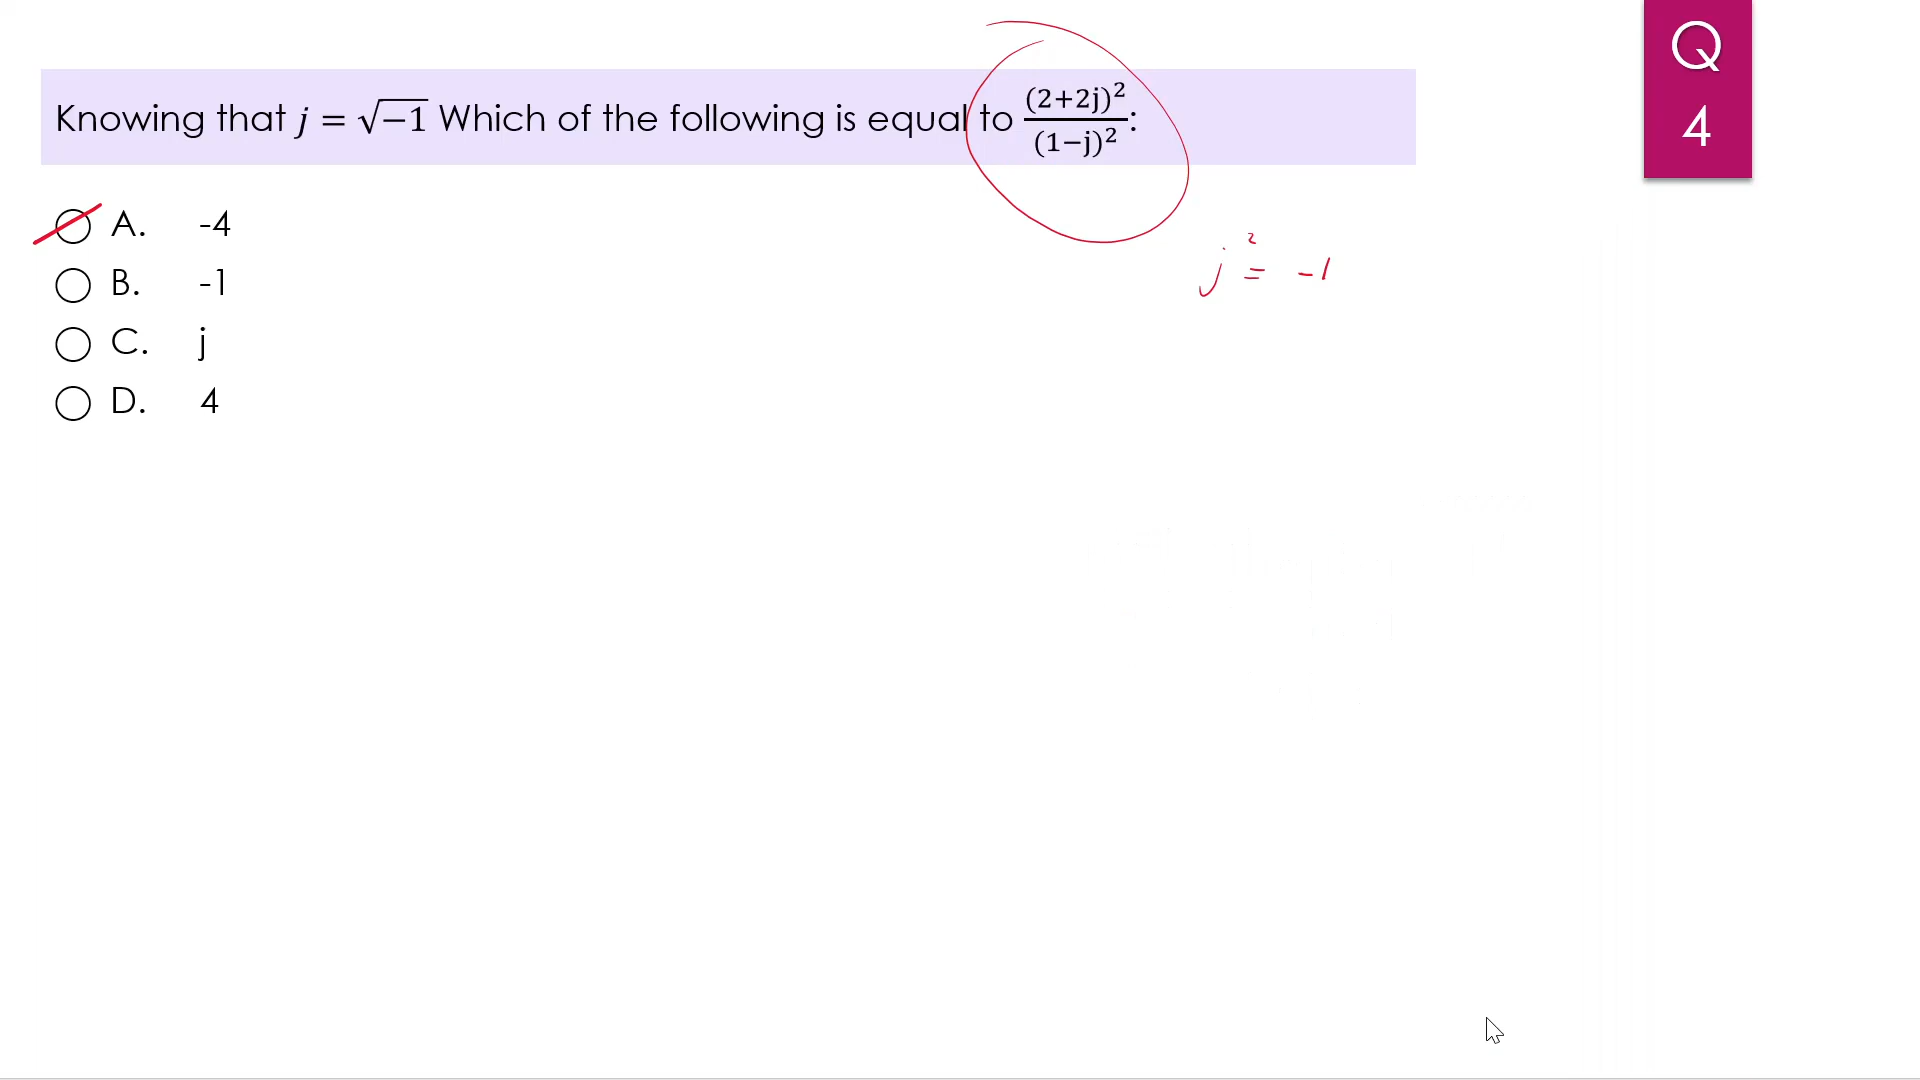 Q
4
Knowing that j = √−1 Which of the following is equal to (2+2j)²/(1−j)²:
A. -4
B. -1
C. j
D. 4
j² = -1